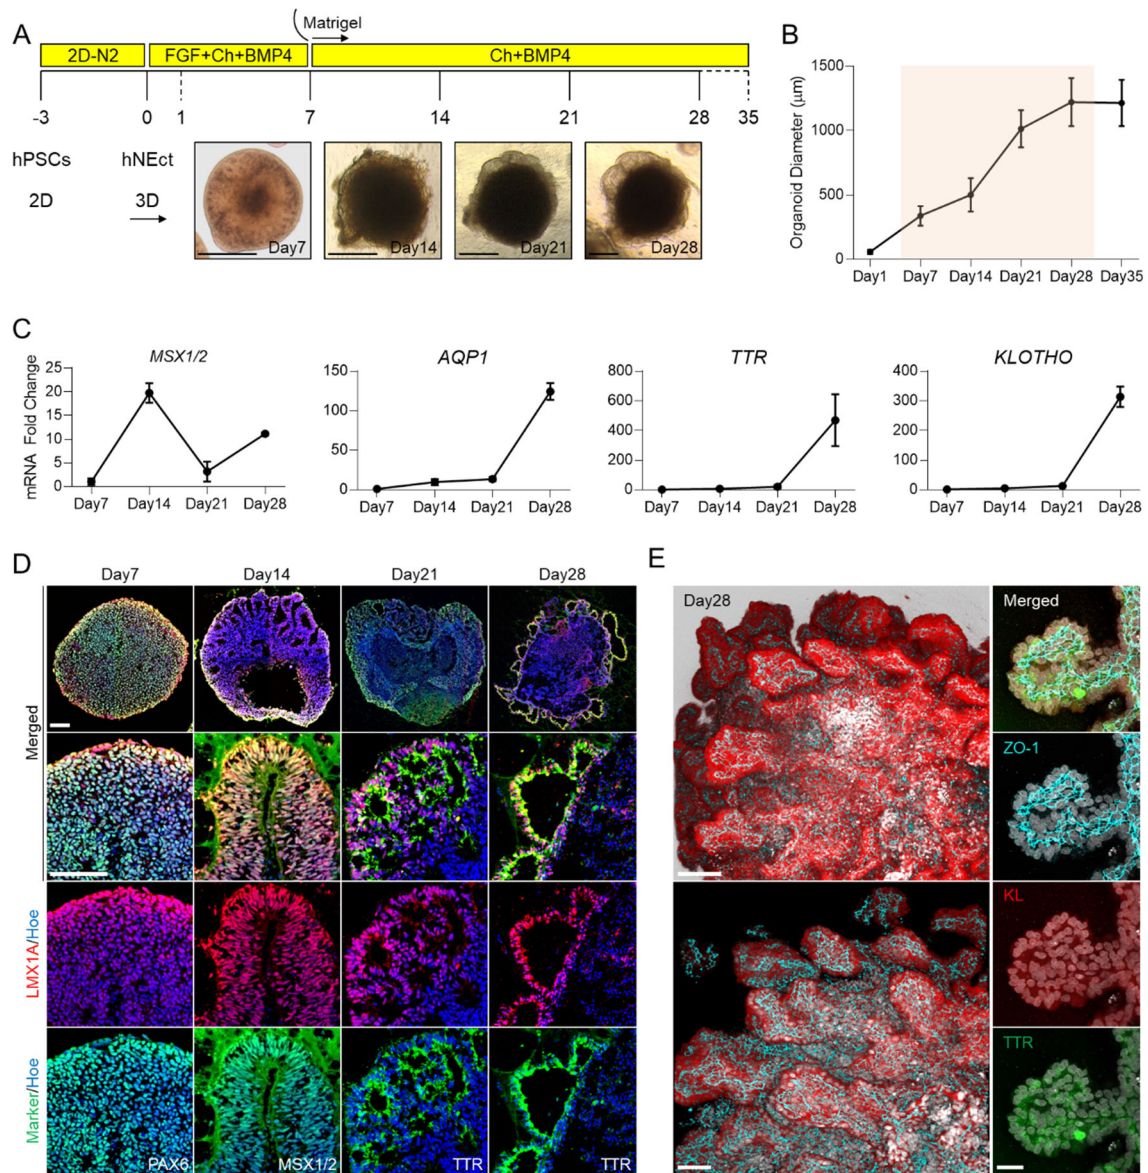 A
Matrigel
2D-N2
FGF+Ch+BMP4
Ch+BMP4
-3 0 1 7 14 21 28 35
hPSCs
hNEct
2D
3D
Day7
Day14
Day21
Day28
B
Organoid Diameter (µm)
1500
1000
500
0
Day1 Day7 Day14 Day21 Day28 Day35
C
mRNA Fold Change
MSX1/2
25
20
15
10
5
0
Day7 Day14 Day21 Day28
AQP1
150
100
50
0
Day7 Day14 Day21 Day28
TTR
800
600
400
200
0
Day7 Day14 Day21 Day28
KLOTHO
400
300
200
100
0
Day7 Day14 Day21 Day28
D
Day7 Day14 Day21 Day28
Merged
LMX1A/Hoe
Marker/Hoe
PAX6
MSX1/2
TTR
TTR
E
Day28
Merged
ZO-1
KL
TTR